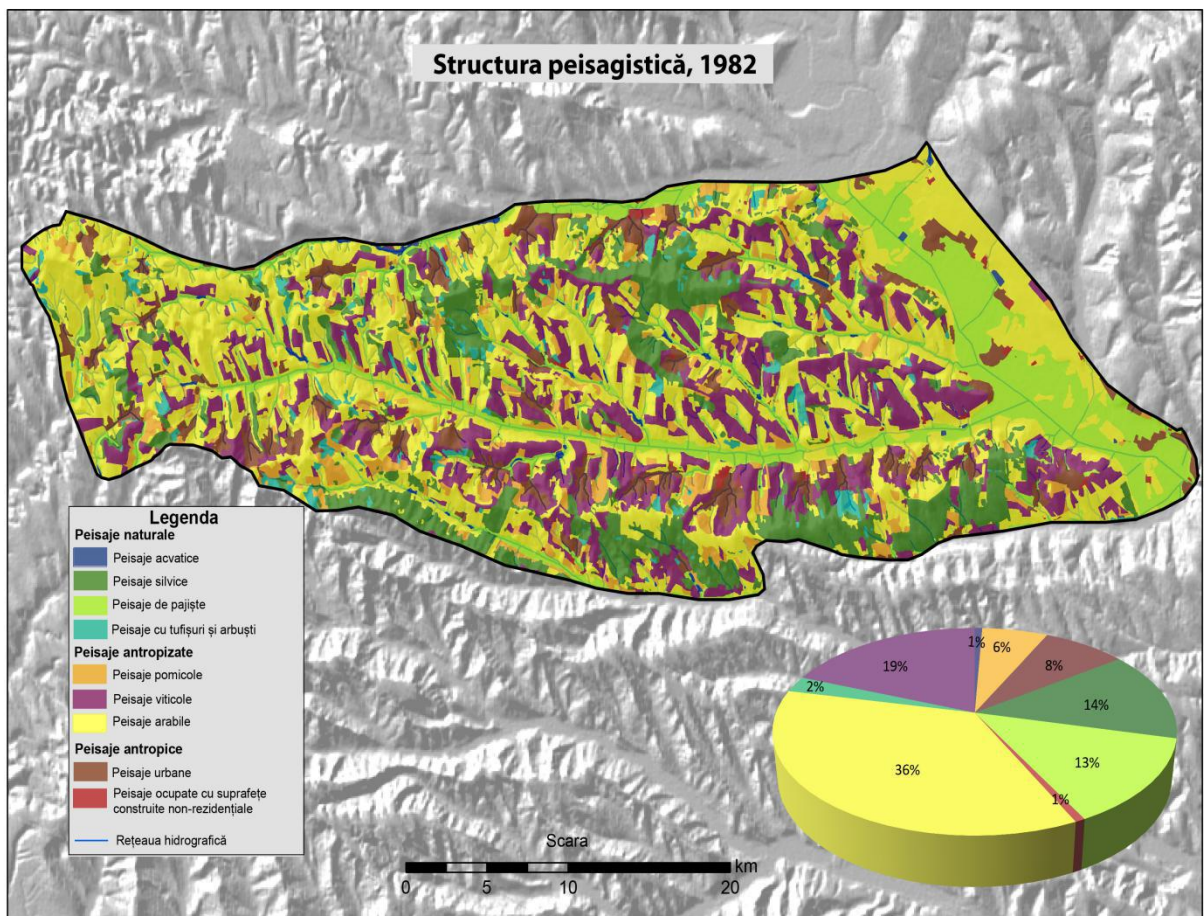 Structura peisagistică, 1982
Legenda
Peisaje naturale
Peisaje acvatice
Peisaje silvice
Peisaje de pajiște
Peisaje cu tufișuri și arbuști
Peisaje antropizate
Peisaje pomicole
Peisaje viticole
Peisaje arabile
Peisaje antropice
Peisaje urbane
Peisaje ocupate cu suprafețe
construite non-rezidențiale
Rețeaua hidrografică
Scara
km
0 5 10 20
1%
6%
8%
14%
13%
1%
36%
2%
19%